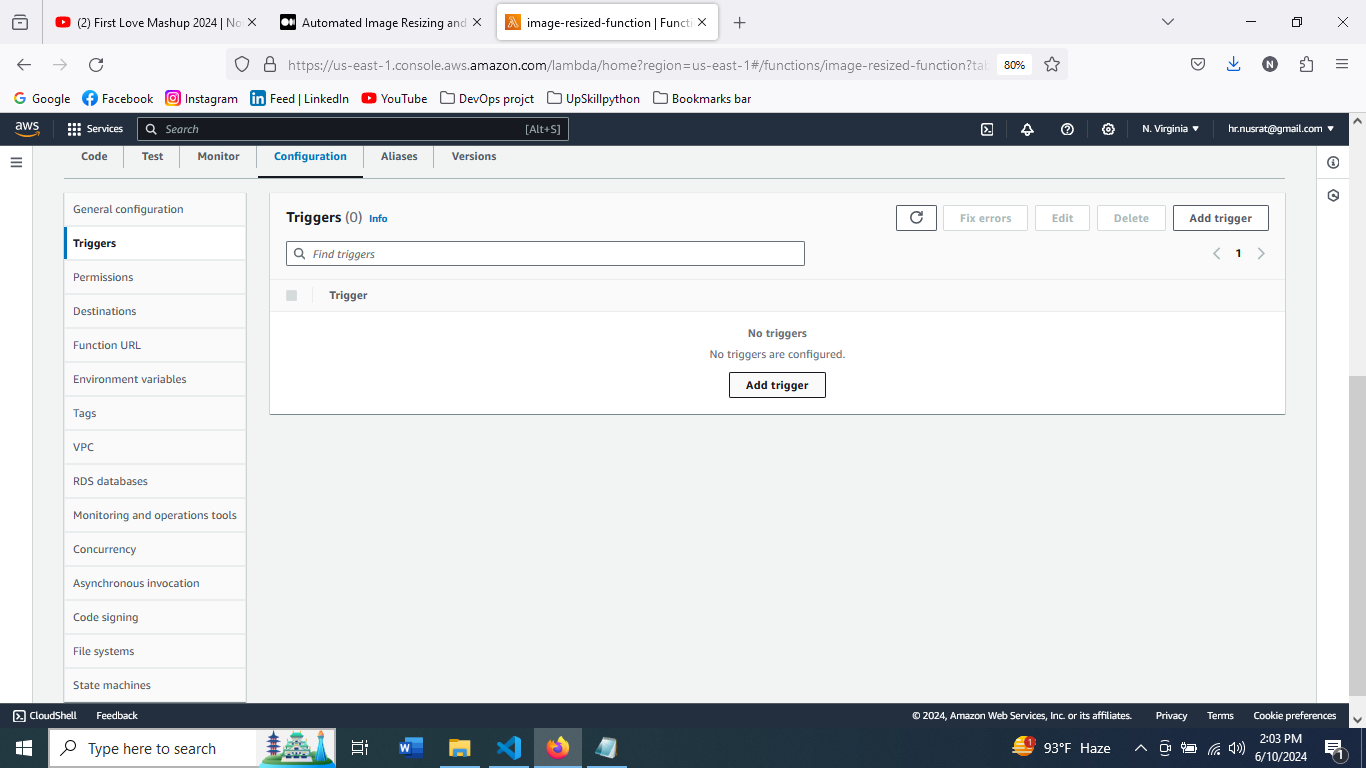 (2) First Love Mashup 2024 | No
Automated Image Resizing and
image-resized-function | Functi
https://us-east-1.console.aws.amazon.com/lambda/home?region=us-east-1#/functions/image-resized-function?tab
80%
N
Google
Facebook
Instagram
Feed | LinkedIn
YouTube
DevOps projct
UpSkillpython
Bookmarks bar
aws
Services
Search
[Alt+S]
N. Virginia
hr.nusrat@gmail.com
Code
Test
Monitor
Configuration
Aliases
Versions
General configuration
Triggers
Permissions
Destinations
Function URL
Environment variables
Tags
VPC
RDS databases
Monitoring and operations tools
Concurrency
Asynchronous invocation
Code signing
File systems
State machines
Triggers (0) Info
Fix errors
Edit
Delete
Add trigger
Find triggers
1
Trigger
No triggers
No triggers are configured.
Add trigger
CloudShell
Feedback
© 2024, Amazon Web Services, Inc. or its affiliates.
Privacy
Terms
Cookie preferences
Type here to search
1
93°F Haze
2:03 PM
6/10/2024
1